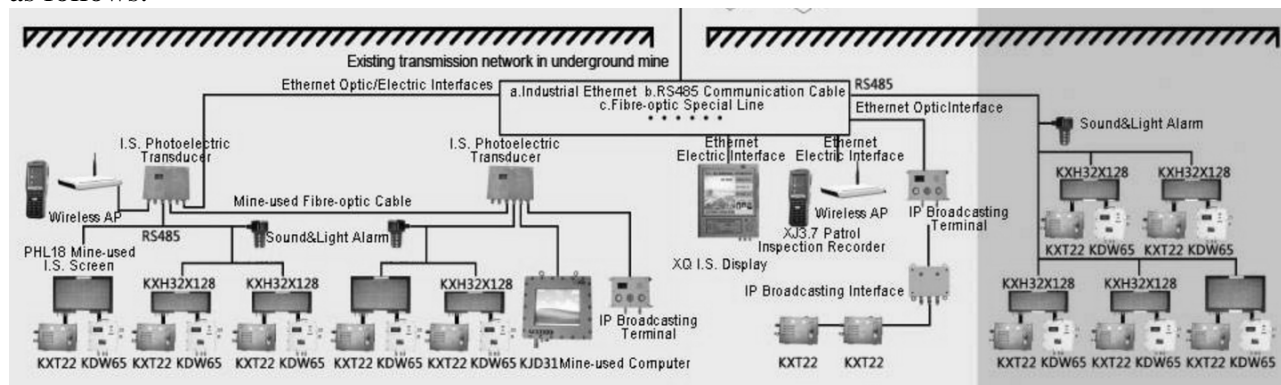 as follows:
Existing transmission network in underground mine
Ethernet Optic/Electric Interfaces
a.Industrial Ethernet b.RS485 Communication Cable
c.Fibre-optic Special Line
• • • • • •
RS485
Ethernet OpticInterface
Sound&Light Alarm
I.S. Photoelectric
Transducer
I.S. Photoelectric
Transducer
Ethernet
Electric Interface
Ethernet
Electric Interface
KXH32X128
KXH32X128
Wireless AP
Mine-used Fibre-optic Cable
RS485
Sound&Light Alarm
Wireless AP
XJ3.7 Patrol
Inspection Recorder
IP Broadcasting
Terminal
KXT22 KDW65
KXT22 KDW65
PHL18 Mine-used
I.S. Screen
XQ I.S. Display
KXH32X128
KXH32X128
KXH32X128
IP Broadcasting
Terminal
IP Broadcasting Interface
KXH32X128
KXH32X128
KXT22 KDW65
KXT22 KDW65
KXT22 KDW65
KXT22 KDW65
KXT22 KDW65
KJD31Mine-used Computer
KXT22
KXT22
KXT22 KDW65
KXT22 KDW65
KXT22 KDW65